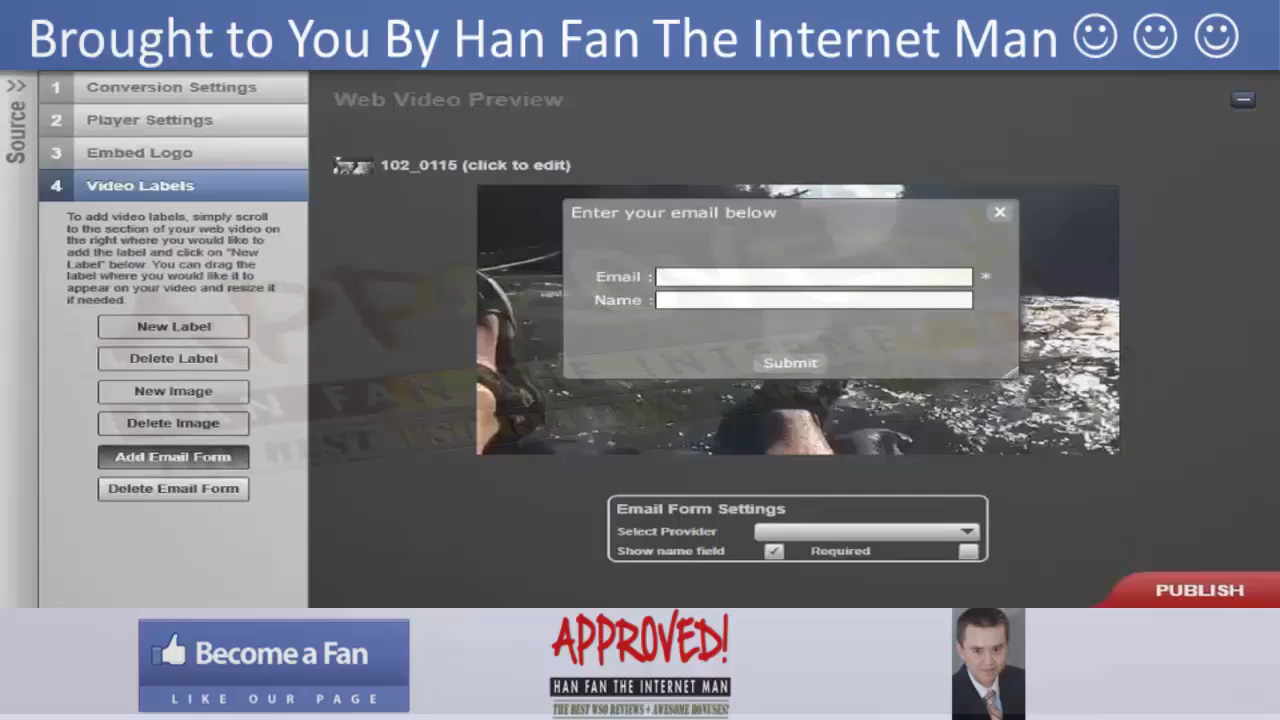 Brought to You By Han Fan The Internet Man ☺ ☺ ☺
>>
Source
1 Conversion Settings
2 Player Settings
3 Embed Logo
4 Video Labels
To add video labels, simply scroll
to the section of your web video on
the right where you would like to
add the label and click on "New
Label" below. You can drag the
label where you would like it to
appear on your video and resize it
if needed.
New Label
Delete Label
New Image
Delete Image
Add Email Form
Delete Email Form
Web Video Preview
102_0115 (click to edit)
Enter your email below
Email : *
Name :
Submit
Email Form Settings
Select Provider
Show name field Required
PUBLISH
Become a Fan
LIKE OUR PAGE
APPROVED!
HAN FAN THE INTERNET MAN
THE BEST WSO REVIEWS + AWESOME BONUSES!